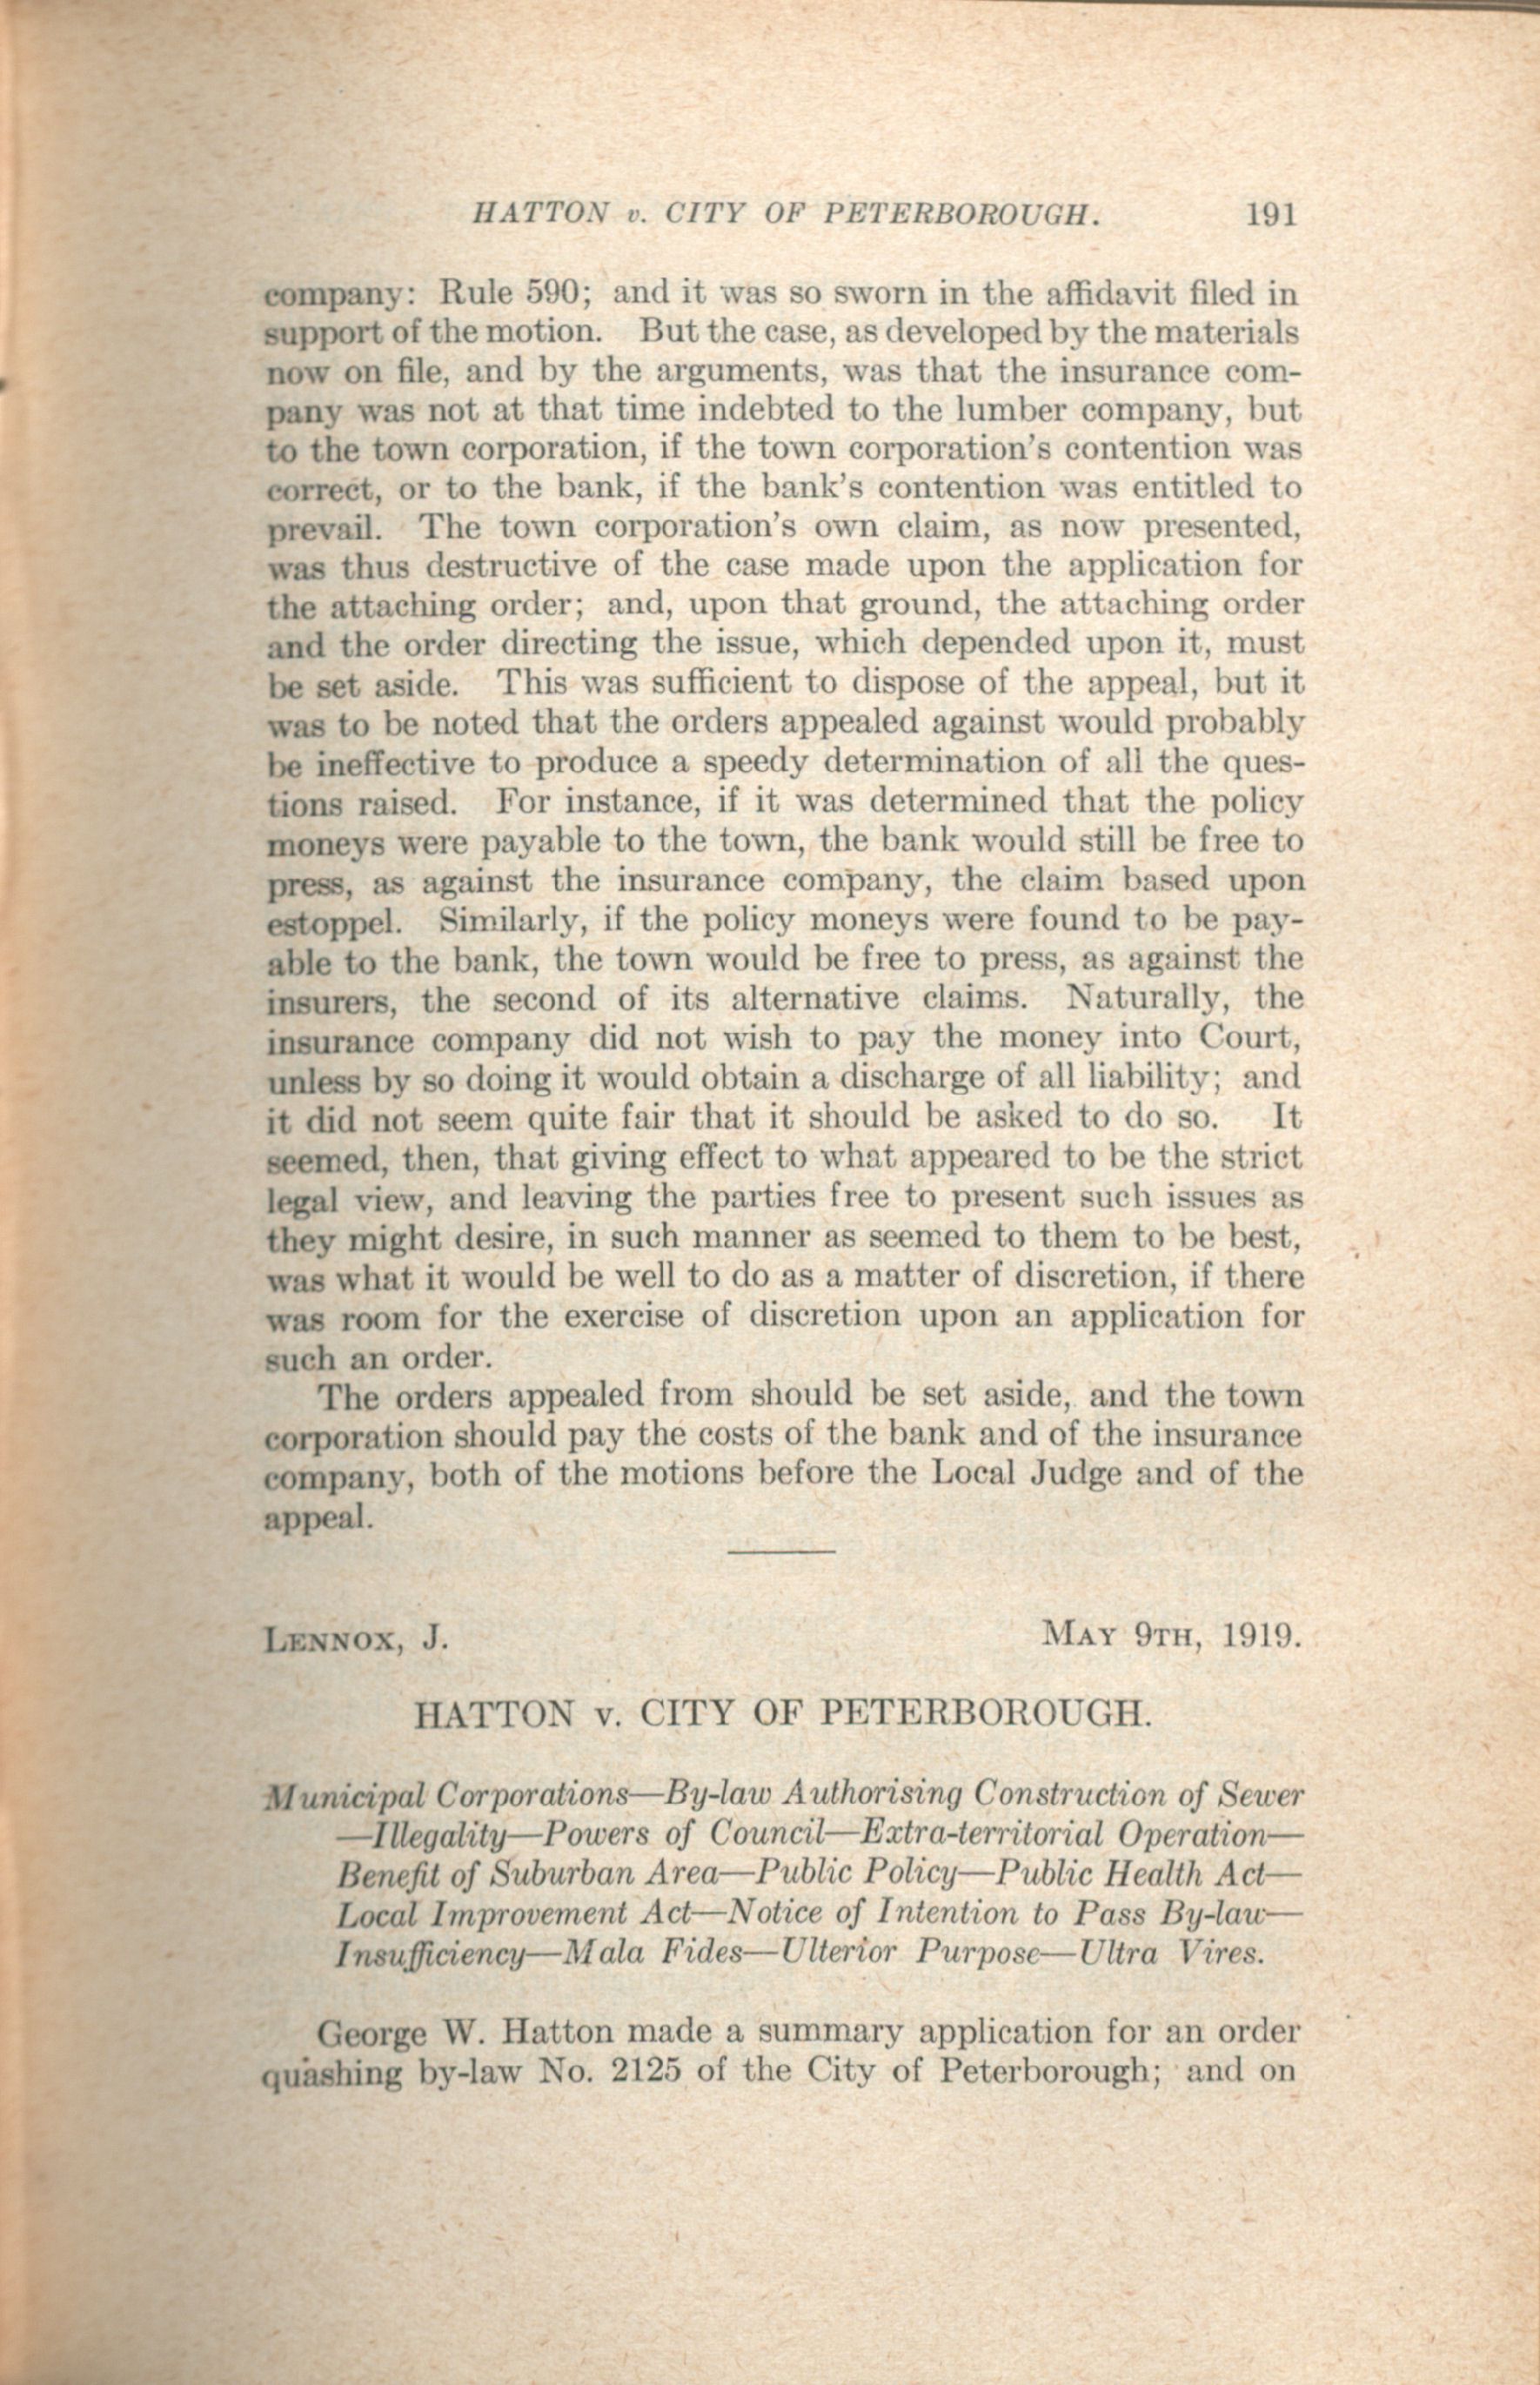 HATTON v. CITY OF PETERBOROUGH. 191
company: Rule 590; and it was so sworn in the affidavit filed in
support of the motion. But the case, as developed by the materials
now on file, and by the arguments, was that the insurance com-
pany was not at that time indebted to the lumber company, but
to the town corporation, if the town corporation's contention was
correct, or to the bank, if the bank's contention was entitled to
prevail. The town corporation's own claim, as now presented,
was thus destructive of the case made upon the application for
the attaching order; and, upon that ground, the attaching order
and the order directing the issue, which depended upon it, must
be set aside. This was sufficient to dispose of the appeal, but it
was to be noted that the orders appealed against would probably
be ineffective to produce a speedy determination of all the ques-
tions raised. For instance, if it was determined that the policy
moneys were payable to the town, the bank would still be free to
press, as against the insurance company, the claim based upon
estoppel. Similarly, if the policy moneys were found to be pay-
able to the bank, the town would be free to press, as against the
insurers, the second of its alternative claims. Naturally, the
insurance company did not wish to pay the money into Court,
unless by so doing it would obtain a discharge of all liability; and
it did not seem quite fair that it should be asked to do so. It
seemed, then, that giving effect to what appeared to be the strict
legal view, and leaving the parties free to present such issues as
they might desire, in such manner as seemed to them to be best,
was what it would be well to do as a matter of discretion, if there
was room for the exercise of discretion upon an application for
such an order.
The orders appealed from should be set aside, and the town
corporation should pay the costs of the bank and of the insurance
company, both of the motions before the Local Judge and of the
appeal.
LENNOX, J. MAY 9TH, 1919.
HATTON v. CITY OF PETERBOROUGH.
Municipal Corporations—By-law Authorising Construction of Sewer
—Illegality—Powers of Council—Extra-territorial Operation—
Benefit of Suburban Area—Public Policy—Public Health Act—
Local Improvement Act—Notice of Intention to Pass By-law—
Insufficiency—Mala Fides—Ulterior Purpose—Ultra Vires.
George W. Hatton made a summary application for an order
quashing by-law No. 2125 of the City of Peterborough; and on